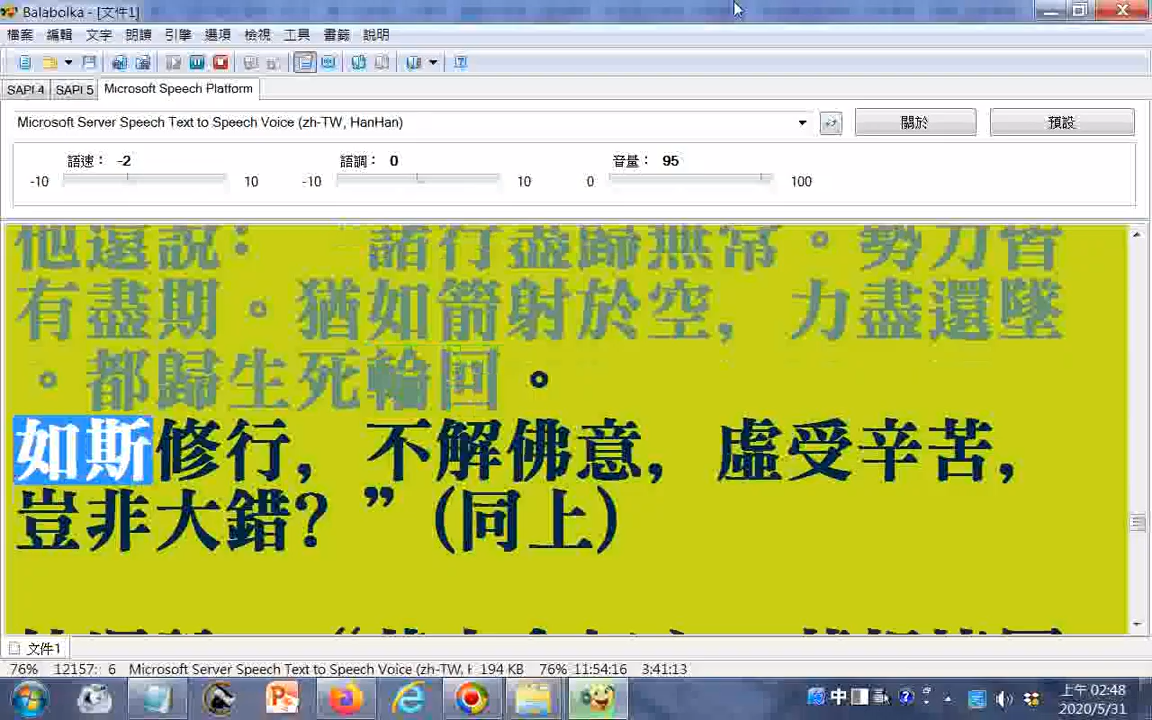 Balabolka - [文件1]
檔案 編輯 文字 朗讀 引擎 選項 檢視 工具 書籤 說明
SAPI 4 SAPI 5 Microsoft Speech Platform
Microsoft Server Speech Text to Speech Voice (zh-TW, HanHan) 關於 預設
語速： -2 語調： 0 音量： 95
-10 10 -10 10 0 100
他還説：“諸行盡歸無常。勢力皆
有盡期。猶如箭射於空，力盡還墜
。都歸生死輪回。
如斯修行，不解佛意，虛受辛苦，
豈非大錯？”(同上)
文件1
76% 12157: 6 Microsoft Server Speech Text to Speech Voice (zh-TW, H 194 KB 76% 11:54:16 3:41:13
中 上午 02:48
2020/5/31